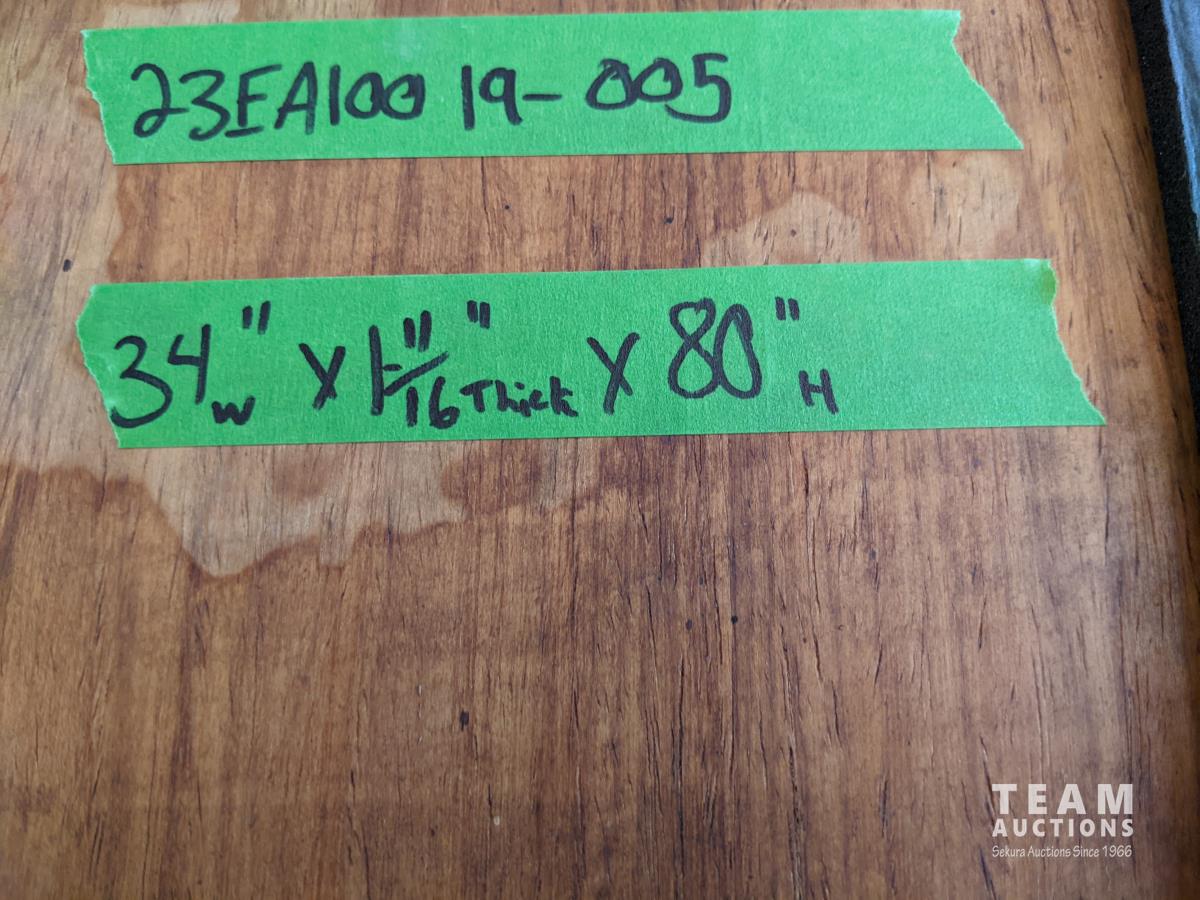 23EA100 19-005
34"W x 1-11/16" Thick x 80"H
TEAM
AUCTIONS
Sekura Auctions Since 1966